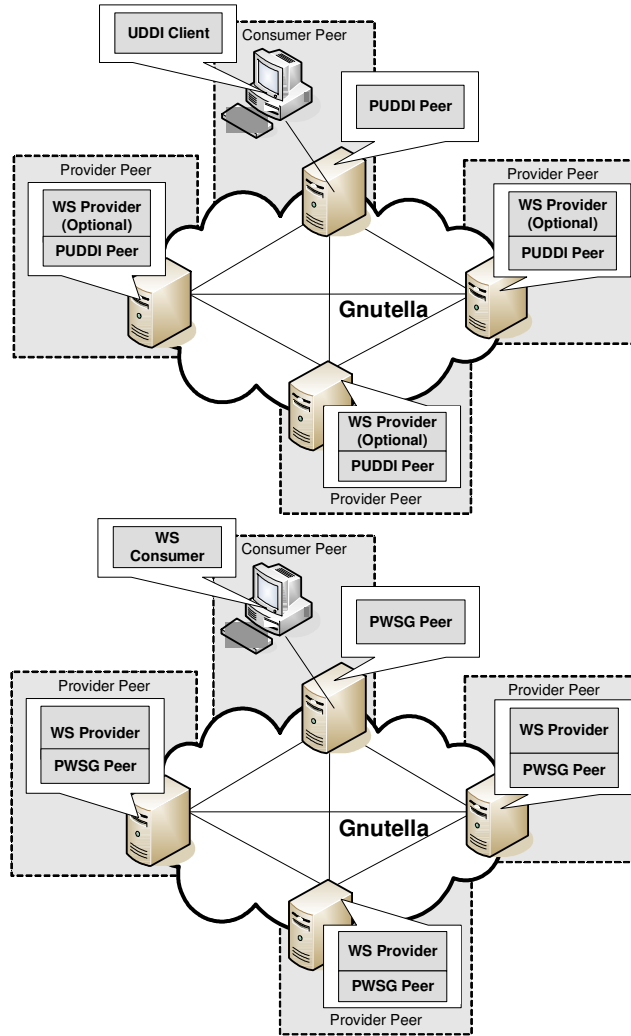 UDDI Client
Consumer Peer
PUDDI Peer
Provider Peer
WS Provider
(Optional)
PUDDI Peer
Provider Peer
WS Provider
(Optional)
PUDDI Peer
Gnutella
WS Provider
(Optional)
PUDDI Peer
Provider Peer
WS
Consumer
Consumer Peer
PWSG Peer
Provider Peer
WS Provider
PWSG Peer
Provider Peer
WS Provider
PWSG Peer
Gnutella
WS Provider
PWSG Peer
Provider Peer